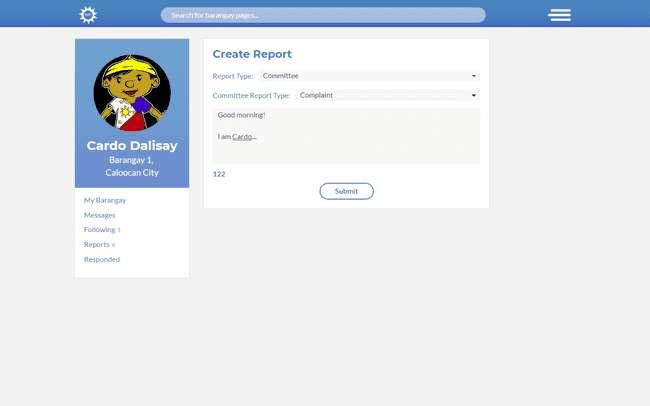 Search for barangay pages...
Cardo Dalisay
Barangay 1,
Caloocan City
My Barangay
Messages
Following 1
Reports 6
Responded
Create Report
Report Type: Committee
Committee Report Type: Complaint
Good morning!
I am Cardo...
122
Submit